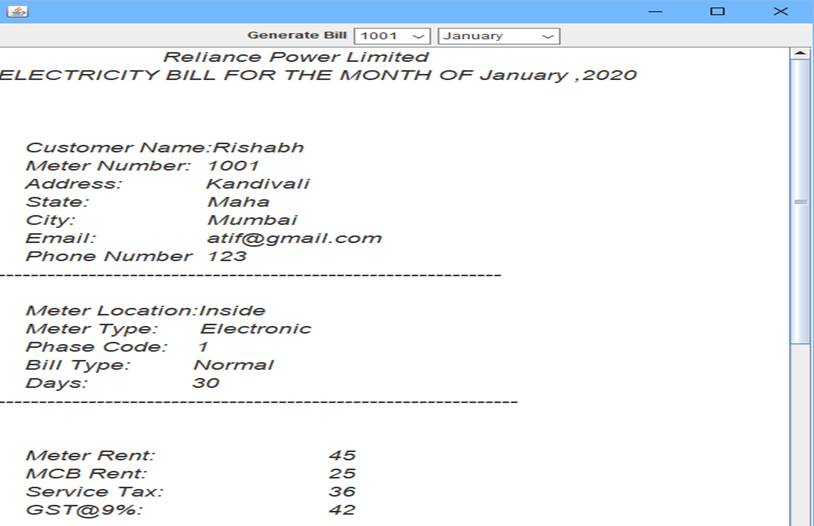 Generate Bill 1001 January
Reliance Power Limited
ELECTRICITY BILL FOR THE MONTH OF January ,2020
Customer Name:Rishabh
Meter Number: 1001
Address: Kandivali
State: Maha
City: Mumbai
Email: atif@gmail.com
Phone Number 123
---------------------------------------------------------------
Meter Location:Inside
Meter Type: Electronic
Phase Code: 1
Bill Type: Normal
Days: 30
-----------------------------------------------------------------
Meter Rent: 45
MCB Rent: 25
Service Tax: 36
GST@9%: 42